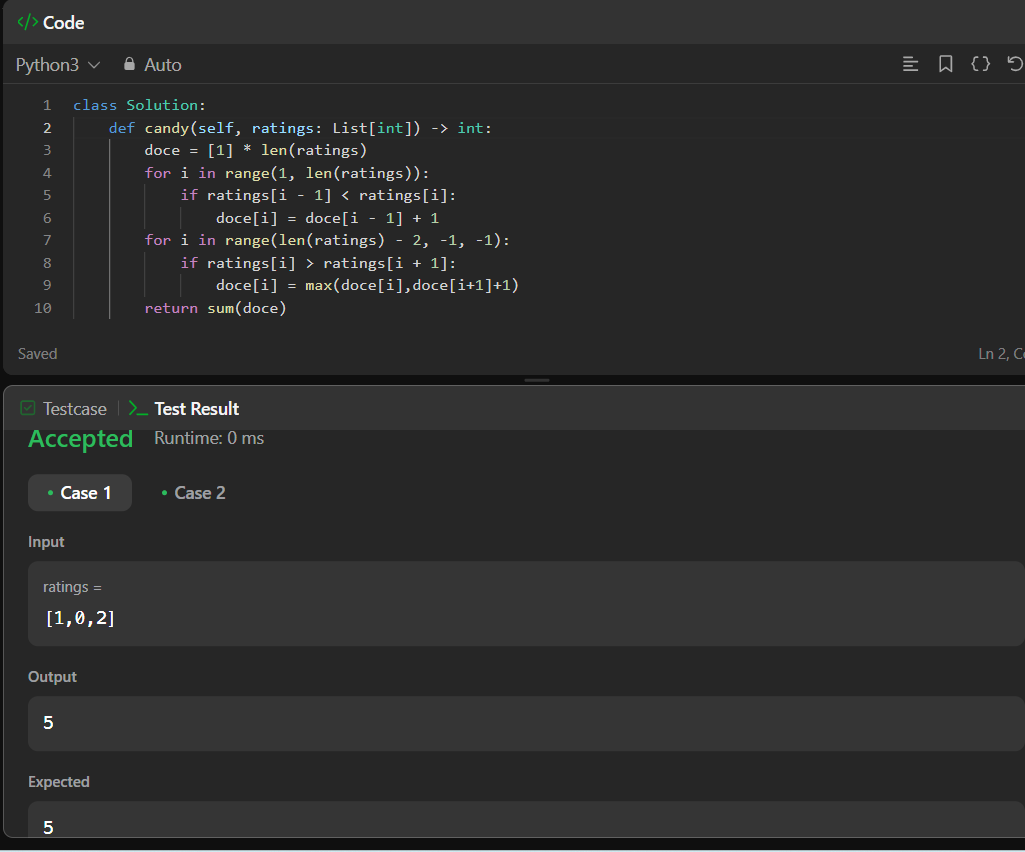 </> Code
Python3 Auto
1 class Solution:
2     def candy(self, ratings: List[int]) -> int:
3         doce = [1] * len(ratings)
4         for i in range(1, len(ratings)):
5             if ratings[i - 1] < ratings[i]:
6                 doce[i] = doce[i - 1] + 1
7         for i in range(len(ratings) - 2, -1, -1):
8             if ratings[i] > ratings[i + 1]:
9                 doce[i] = max(doce[i],doce[i+1]+1)
10         return sum(doce)
Saved Ln 2,
Testcase | >_ Test Result
Accepted Runtime: 0 ms
• Case 1 • Case 2
Input
ratings =
[1,0,2]
Output
5
Expected
5